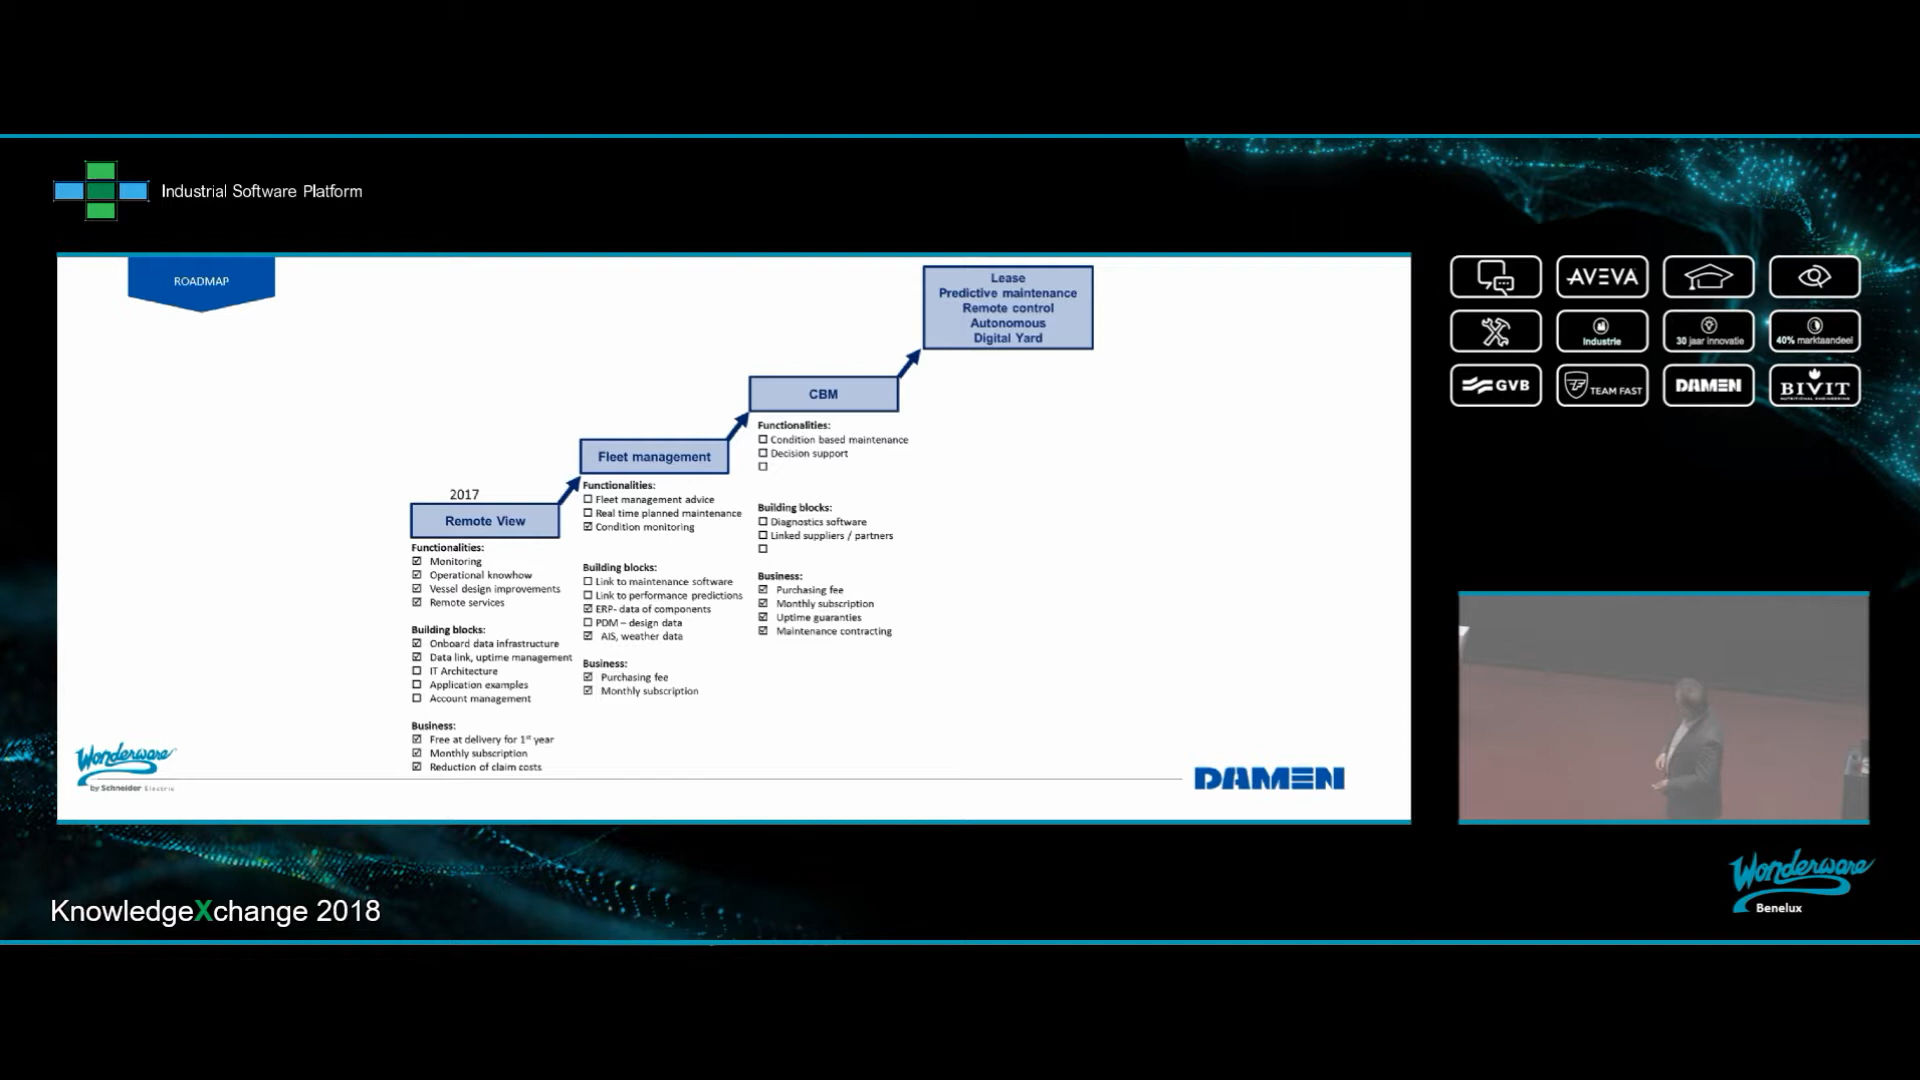 Industrial Software Platform
ROADMAP
Lease
Predictive maintenance
Remote control
Autonomous
Digital Yard
CBM
Functionalities:
☐ Condition based maintenance
☐ Decision support
☐
Building blocks:
☐ Diagnostics software
☐ Linked suppliers / partners
☐
Business:
☑ Purchasing fee
☑ Monthly subscription
☑ Uptime guaranties
☑ Maintenance contracting
Fleet management
Functionalities:
☐ Fleet management advice
☐ Real time planned maintenance
☑ Condition monitoring
Building blocks:
☐ Link to maintenance software
☐ Link to performance predictions
☑ ERP- data of components
☐ PDM – design data
☑ AIS, weather data
Business:
☑ Purchasing fee
☑ Monthly subscription
2017
Remote View
Functionalities:
☑ Monitoring
☑ Operational knowhow
☑ Vessel design improvements
☑ Remote services
Building blocks:
☑ Onboard data infrastructure
☑ Data link, uptime management
☐ IT Architecture
☐ Application examples
☐ Account management
Business:
☑ Free at delivery for 1st year
☑ Monthly subscription
☑ Reduction of claim costs
Wonderware
by Schneider Electric
DAMEN
AVEVA
Industrie
30 jaar innovatie
40% marktaandeel
GVB
TEAM FAST
DAMEN
BIVIT
KnowledgeXchange 2018
Wonderware
Benelux